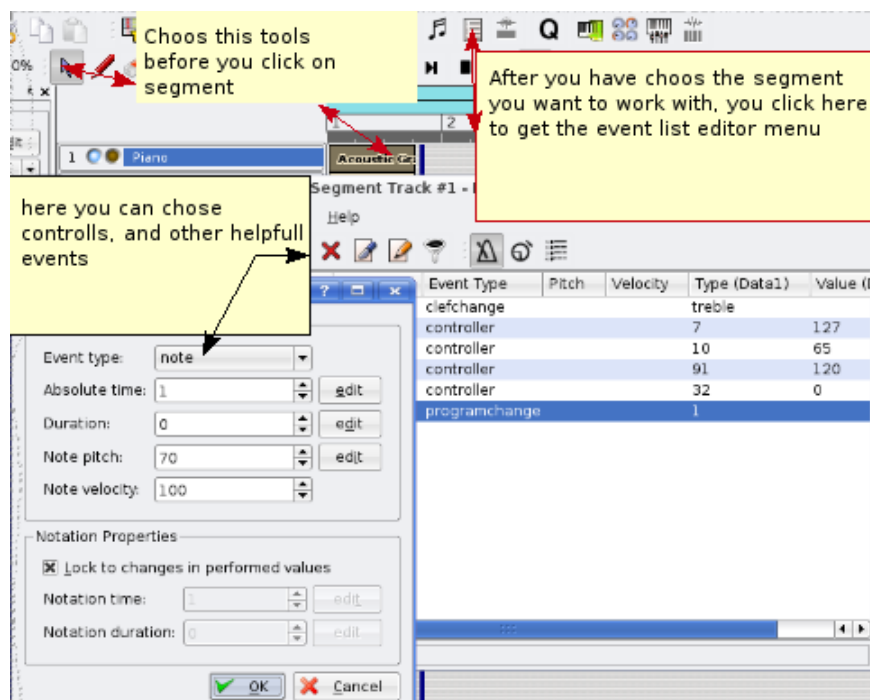 Choos this tools
before you click on
segment
Q
0%
After you have choos the segment
you want to work with, you click here
to get the event list editor menu
1
2
1 Piano
Acoustic Gr
Segment Track #1 -
here you can chose
controlls, and other helpfull
events
Help
Event Type Pitch Velocity Type (Data1) Value (
clefchange treble
controller 7 127
controller 10 65
controller 91 120
controller 32 0
programchange 1
Event type: note
Absolute time: 1 edit
Duration: 0 edit
Note pitch: 70 edit
Note velocity: 100
Notation Properties
Lock to changes in performed values
Notation time: 1 edit
Notation duration: 0 edit
OK Cancel